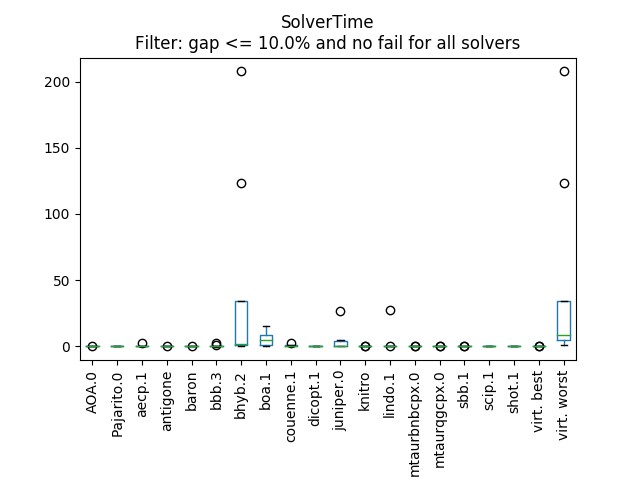 SolverTime
Filter: gap <= 10.0% and no fail for all solvers
200
150
100
50
0
AOA.0
Pajarito.0
aecp.1
antigone
baron
bbb.3
bhyb.2
boa.1
couenne.1
dicopt.1
juniper.0
knitro
lindo.1
mtaurbnbcpx.0
mtaurqgcpx.0
sbb.1
scip.1
shot.1
virt. best
virt. worst